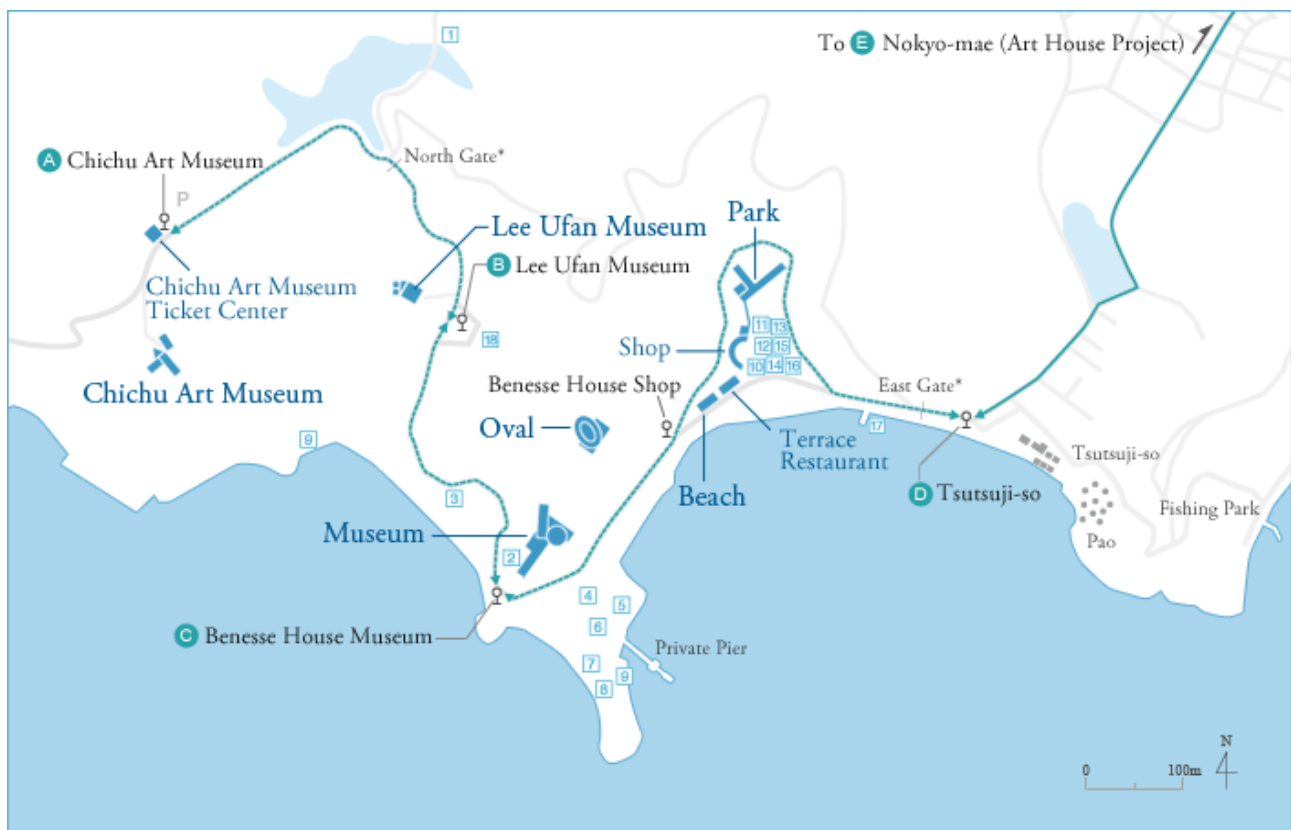 1
To E Nokyo-mae (Art House Project)
A Chichu Art Museum
North Gate*
P
Park
Lee Ufan Museum
B Lee Ufan Museum
Chichu Art Museum
Ticket Center
18
11 13
12 15
10 14 16
Shop
Benesse House Shop
East Gate*
Chichu Art Museum
Oval
9
17
Terrace
Restaurant
Tsutsuji-so
Beach
D Tsutsuji-so
3
Fishing Park
Museum
2
Pao
4
5
6
C Benesse House Museum
Private Pier
7
9
8
N
0 100m